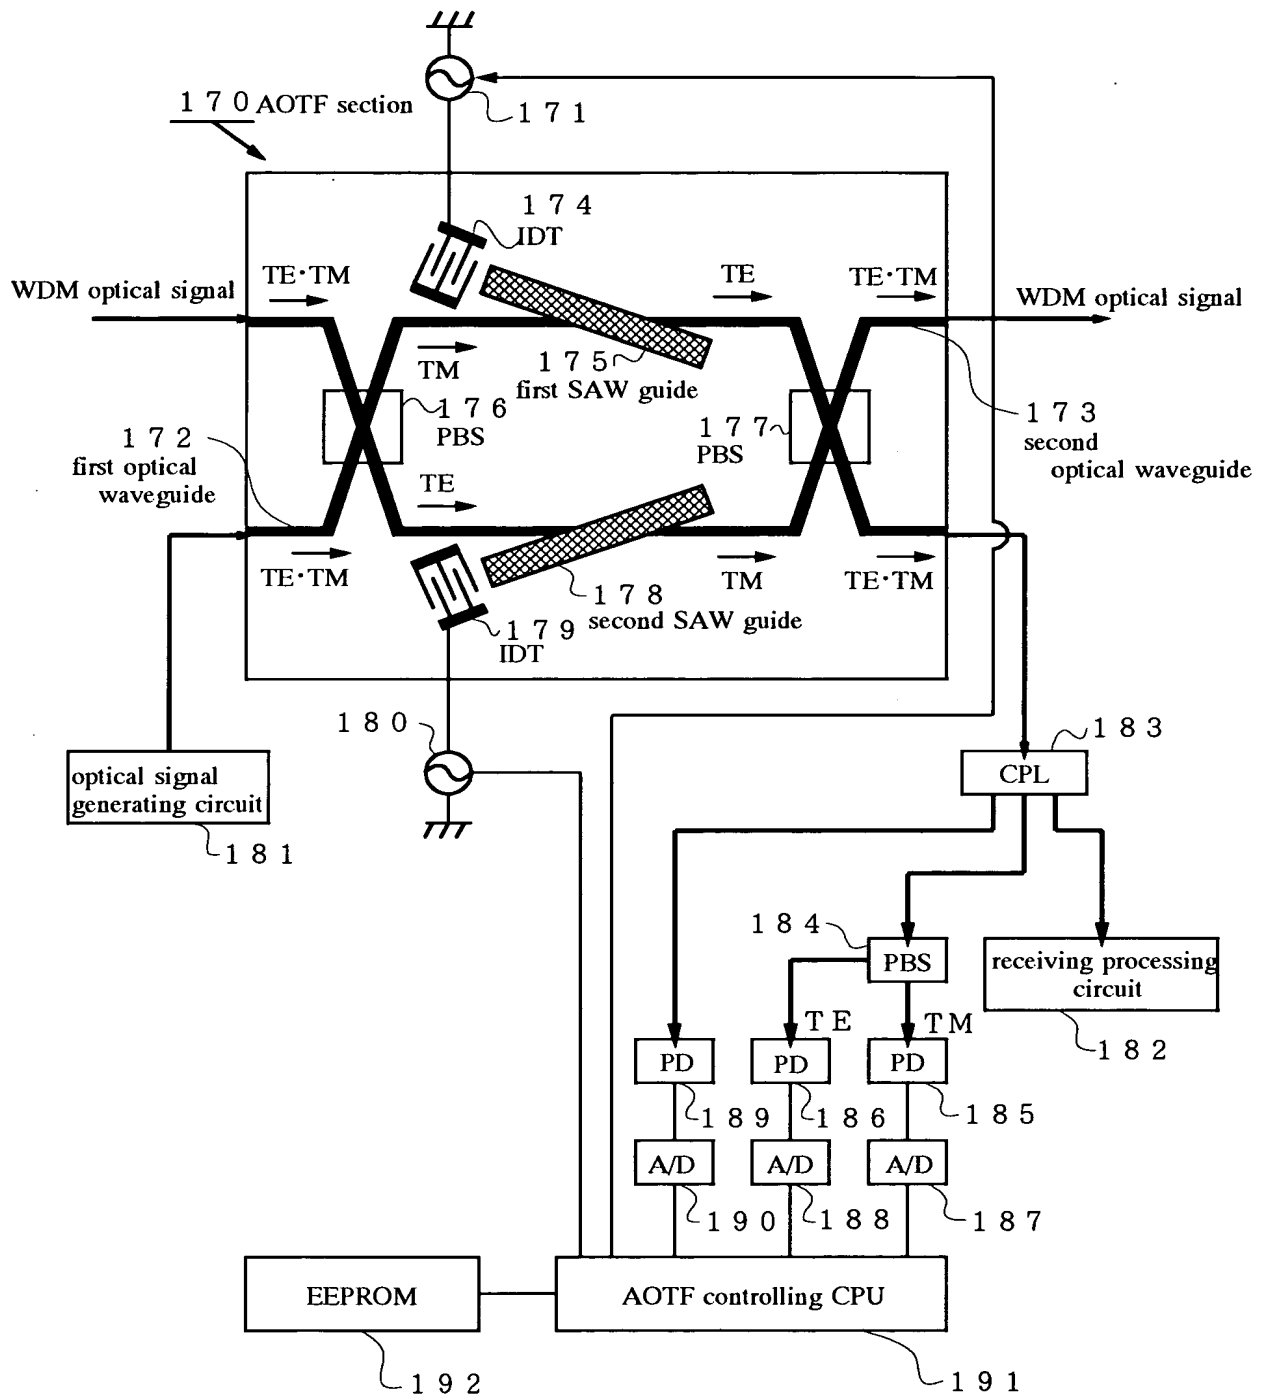 170 AOTF section
171
174
IDT
TE·TM
TE
TE·TM
WDM optical signal
WDM optical signal
TM
175
first SAW guide
176
PBS
177
PBS
173
second
optical waveguide
172
first optical
waveguide
TE
TE·TM
TM
TE·TM
178
second SAW guide
179
IDT
180
183
CPL
optical signal
generating circuit
181
184
PBS
receiving processing
circuit
182
TE
TM
PD
PD
PD
189
186
185
A/D
A/D
A/D
190
188
187
EEPROM
AOTF controlling CPU
192
191